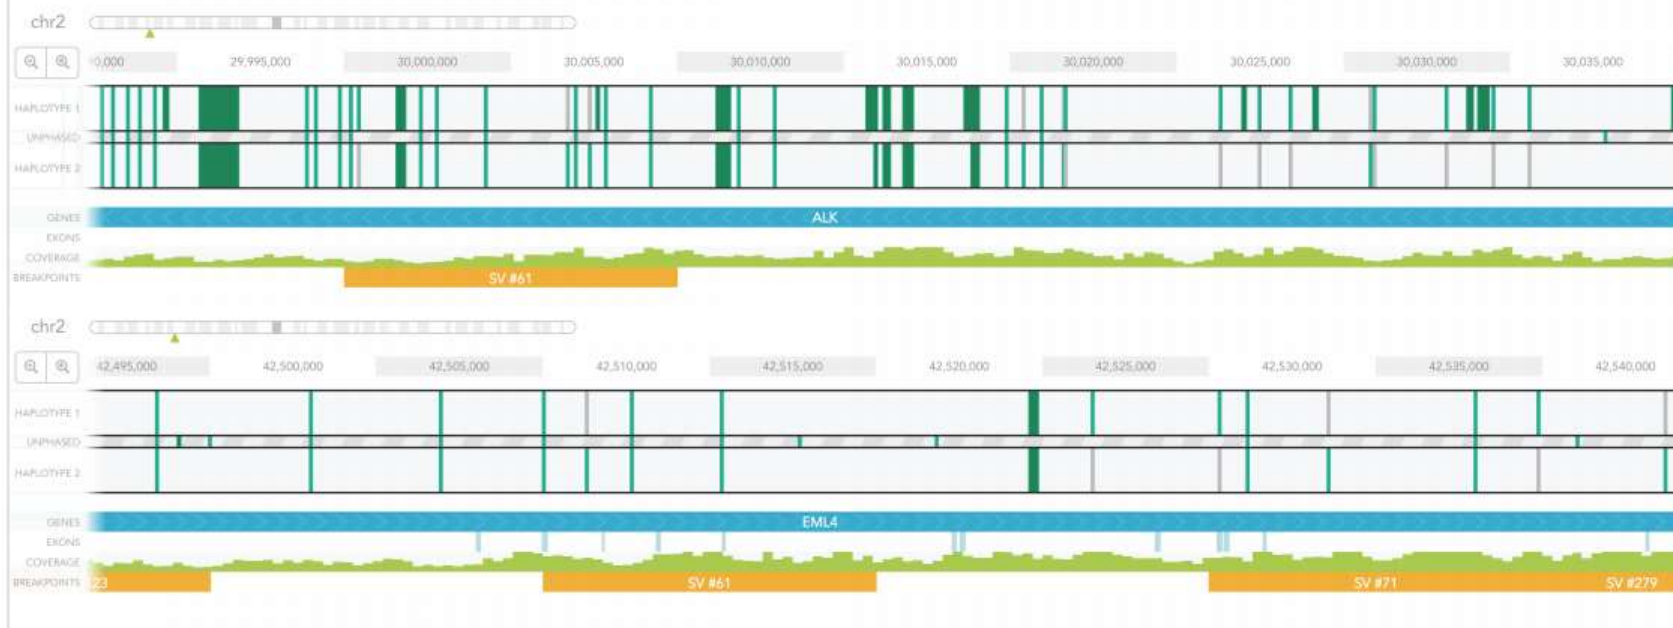 chr2
0,000 29,995,000 30,000,000 30,005,000 30,010,000 30,015,000 30,020,000 30,025,000 30,030,000 30,035,000
HAPLOTYPE 1
UNPHASED
HAPLOTYPE 2
GENES ALK
EXONS
COVERAGE
BREAKPOINTS SV #61
chr2
42,495,000 42,500,000 42,505,000 42,510,000 42,515,000 42,520,000 42,525,000 42,530,000 42,535,000 42,540,000
HAPLOTYPE 1
UNPHASED
HAPLOTYPE 2
GENES EML4
EXONS
COVERAGE
BREAKPOINTS 23 SV #61 SV #71 SV #279